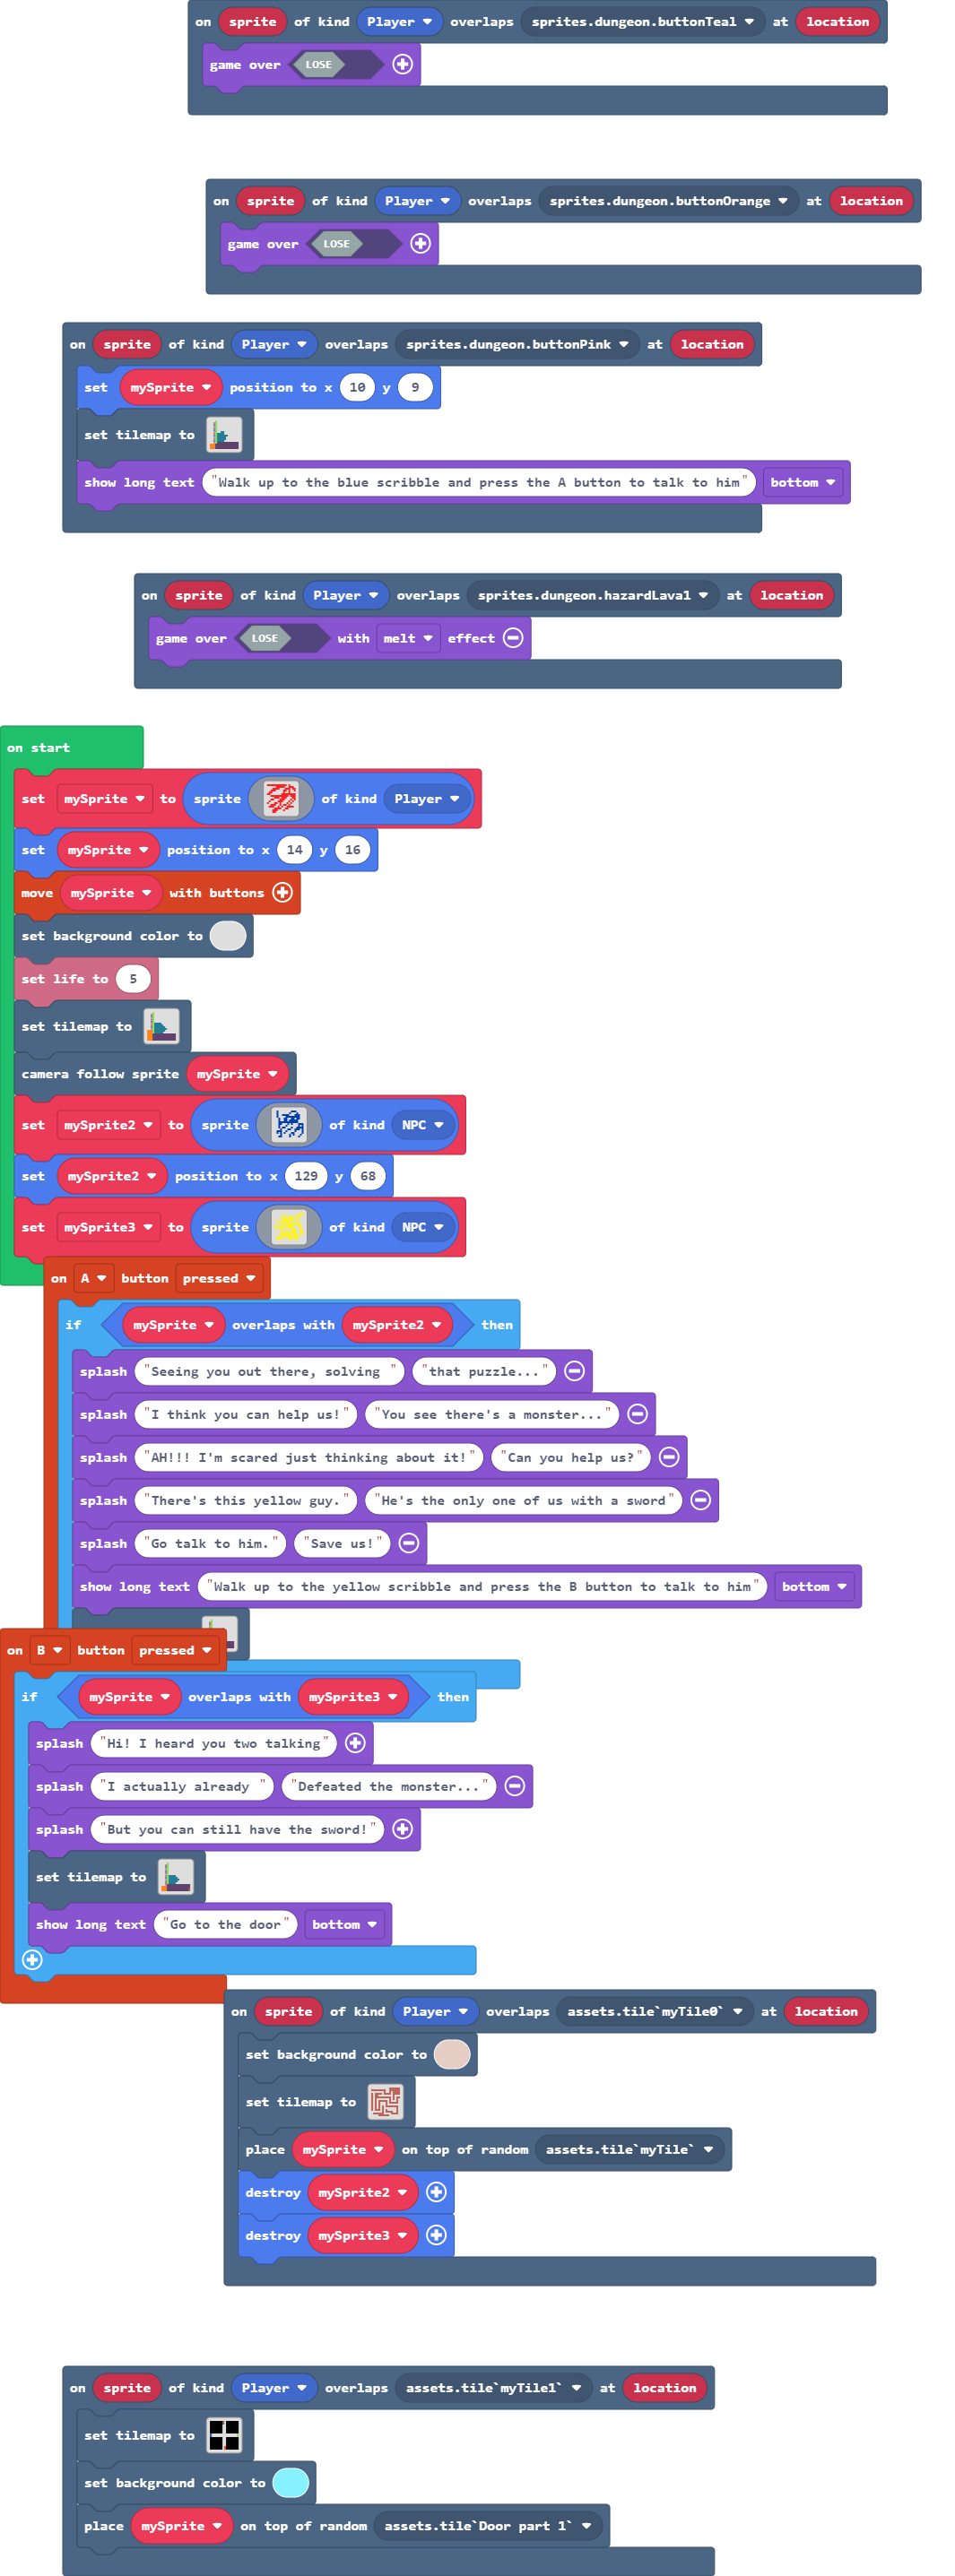 on sprite of kind Player overlaps sprites.dungeon.buttonTeal at location
game over LOSE
on sprite of kind Player overlaps sprites.dungeon.buttonOrange at location
game over LOSE
on sprite of kind Player overlaps sprites.dungeon.buttonPink at location
set mySprite position to x 10 y 9
set tilemap to
show long text "Walk up to the blue scribble and press the A button to talk to him" bottom
on sprite of kind Player overlaps sprites.dungeon.hazardLava1 at location
game over LOSE with melt effect
on start
set mySprite to sprite of kind Player
set mySprite position to x 14 y 16
move mySprite with buttons
set background color to
set life to 5
set tilemap to
camera follow sprite mySprite
set mySprite2 to sprite of kind NPC
set mySprite2 position to x 129 y 68
set mySprite3 to sprite of kind NPC
on A button pressed
if mySprite overlaps with mySprite2 then
splash "Seeing you out there, solving " "that puzzle..."
splash "I think you can help us!" "You see there's a monster..."
splash "AH!!! I'm scared just thinking about it!" "Can you help us?"
splash "There's this yellow guy." "He's the only one of us with a sword"
splash "Go talk to him." "Save us!"
show long text "Walk up to the yellow scribble and press the B button to talk to him" bottom
on B button pressed
if mySprite overlaps with mySprite3 then
splash "Hi! I heard you two talking"
splash "I actually already " "Defeated the monster..."
splash "But you can still have the sword!"
set tilemap to
show long text "Go to the door" bottom
on sprite of kind Player overlaps assets.tile`myTile0` at location
set background color to
set tilemap to
place mySprite on top of random assets.tile`myTile`
destroy mySprite2
destroy mySprite3
on sprite of kind Player overlaps assets.tile`myTile1` at location
set tilemap to
set background color to
place mySprite on top of random assets.tile`Door part 1`